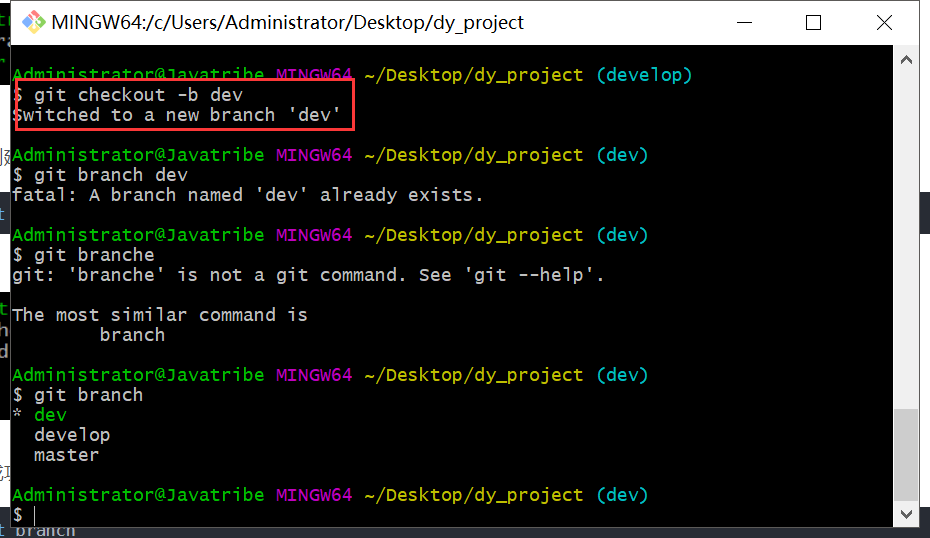 MINGW64:/c/Users/Administrator/Desktop/dy_project
Administrator@Javatribe MINGW64 ~/Desktop/dy_project (develop)
$ git checkout -b dev
Switched to a new branch 'dev'
Administrator@Javatribe MINGW64 ~/Desktop/dy_project (dev)
$ git branch dev
fatal: A branch named 'dev' already exists.
Administrator@Javatribe MINGW64 ~/Desktop/dy_project (dev)
$ git branche
git: 'branche' is not a git command. See 'git --help'.
The most similar command is
branch
Administrator@Javatribe MINGW64 ~/Desktop/dy_project (dev)
$ git branch
* dev
develop
master
Administrator@Javatribe MINGW64 ~/Desktop/dy_project (dev)
$
branch